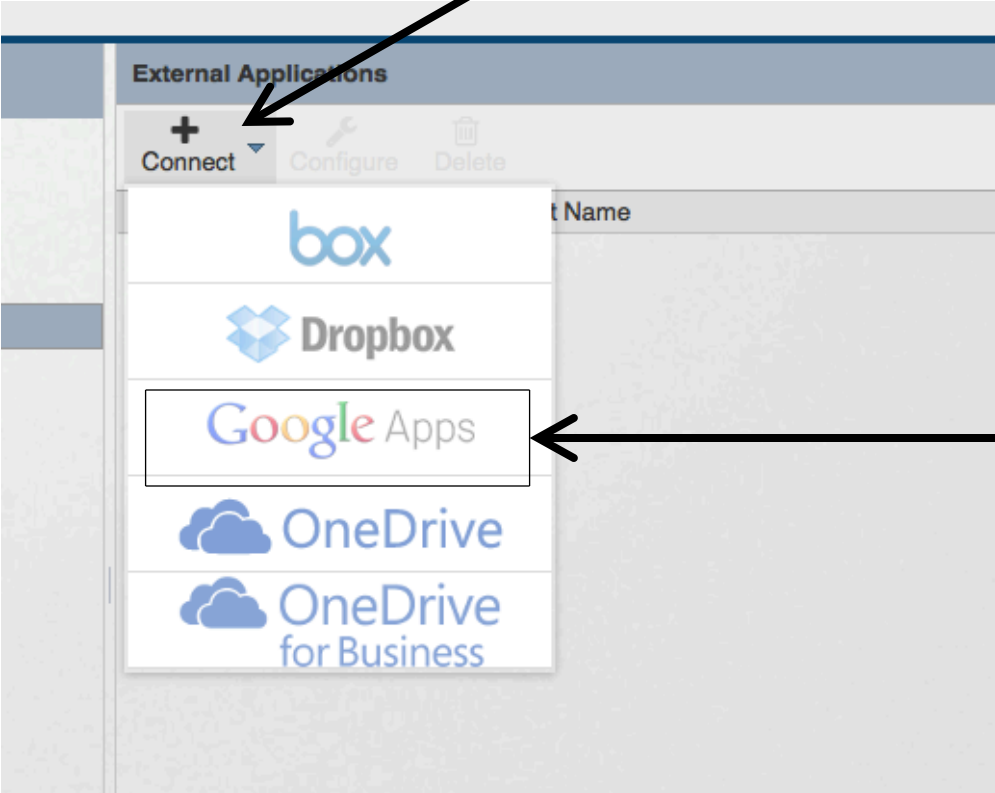 External Applications
Connect
Configure
Delete
t Name
box
Dropbox
Google Apps
OneDrive
OneDrive
for Business